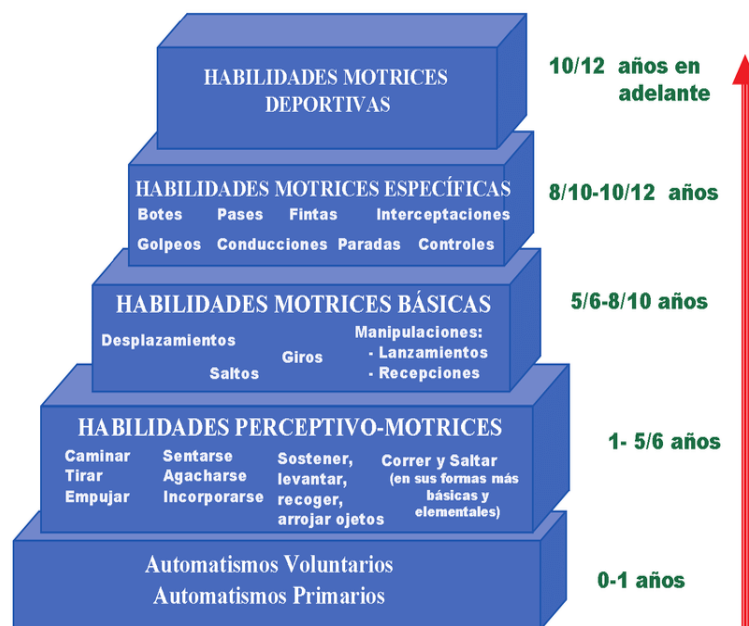 HABILIDADES MOTRICES
DEPORTIVAS
10/12 años en
adelante
HABILIDADES MOTRICES ESPECÍFICAS
Botes Pases Fintas Interceptaciones
Golpeos Conducciones Paradas Controles
8/10-10/12 años
HABILIDADES MOTRICES BÁSICAS
Desplazamientos
Saltos
Giros
Manipulaciones:
- Lanzamientos
- Recepciones
5/6-8/10 años
HABILIDADES PERCEPTIVO-MOTRICES
Caminar
Tirar
Empujar
Sentarse
Agacharse
Incorporarse
Sostener,
levantar,
recoger,
arrojar ojetos
Correr y Saltar
(en sus formas más
básicas y
elementales)
1- 5/6 años
Automatismos Voluntarios
Automatismos Primarios
0-1 años